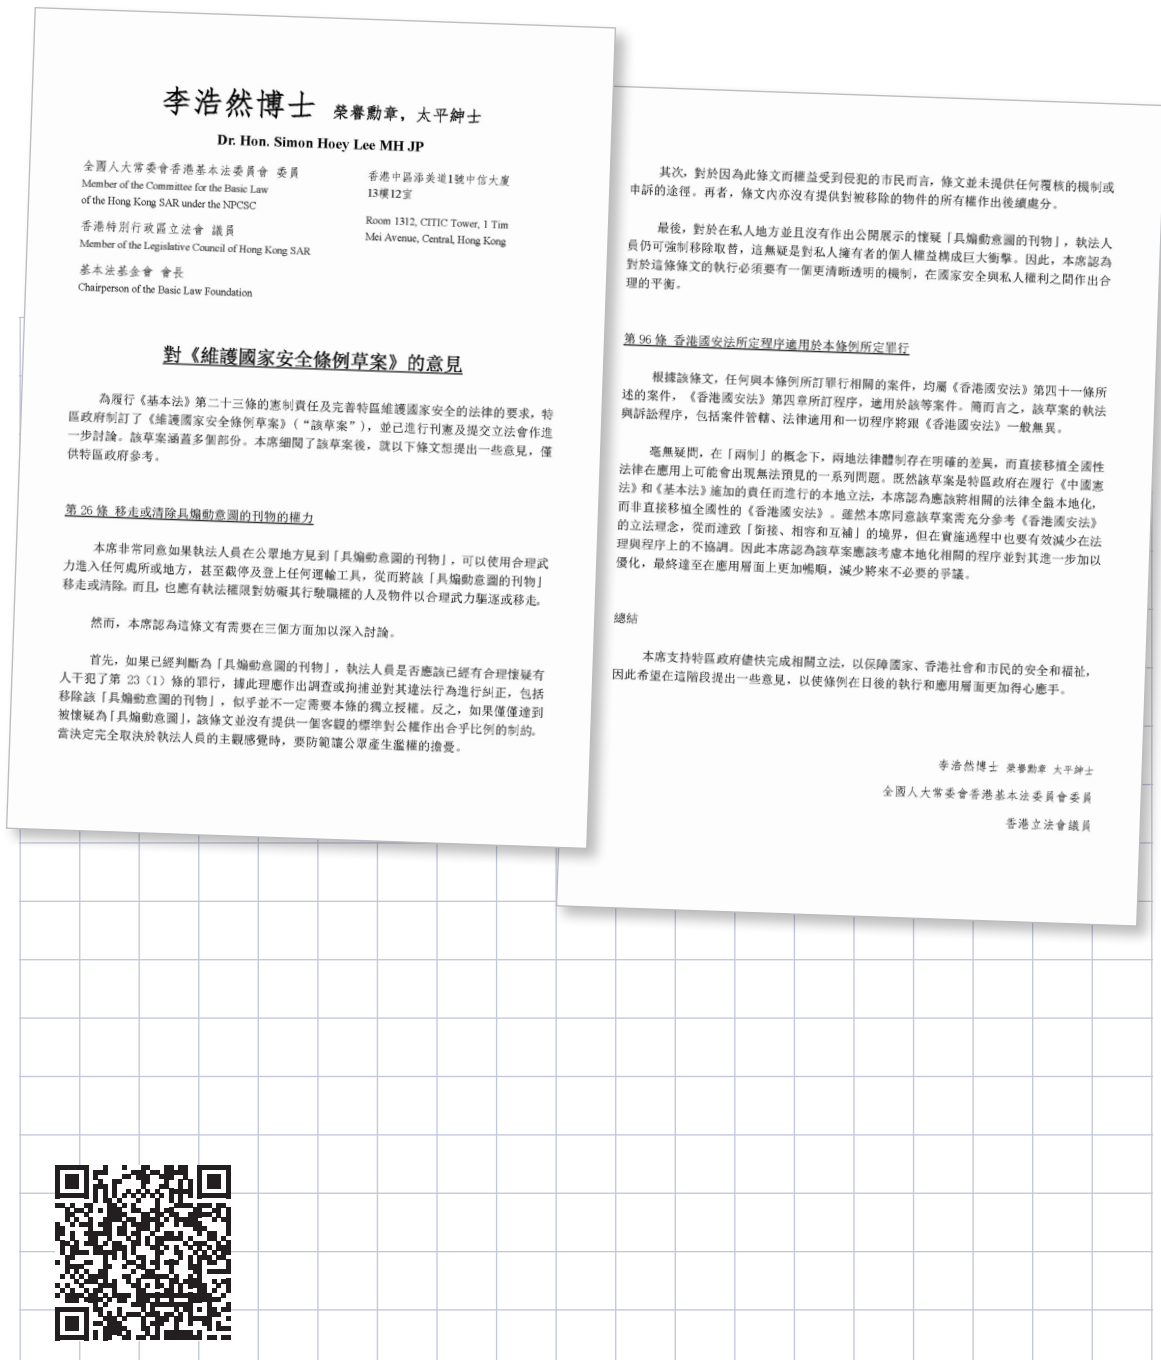 李浩然博士 榮譽勳章，太平紳士
Dr. Hon. Simon Hoey Lee MH JP
全國人大常委會香港基本法委員會 委員
Member of the Committee for the Basic Law
of the Hong Kong SAR under the NPCSC
香港特別行政區立法會 議員
Member of the Legislative Council of Hong Kong SAR
基本法基金會 會長
Chairperson of the Basic Law Foundation
香港中區添美道1號中信大廈
13樓12室
Room 1312, CITIC Tower, 1 Tim
Mei Avenue, Central, Hong Kong
對《維護國家安全條例草案》的意見
為履行《基本法》第二十三條的憲制責任及完善特區維護國家安全的法律的要求，特
區政府制訂了《維護國家安全條例草案》（“該草案”），並已進行刊憲及提交立法會作進
一步討論。該草案涵蓋多個部份。本席細閱了該草案後，就以下條文想提出一些意見，僅
供特區政府參考。
第 26 條 移走或清除具煽動意圖的刊物的權力
本席非常同意如果執法人員在公眾地方見到「具煽動意圖的刊物」，可以使用合理武
力進入任何處所或地方，甚至截停及登上任何運輸工具，從而將該「具煽動意圖的刊物」
移走或清除。而且，也應有執法權限對妨礙其行駛職權的人及物件以合理武力驅逐或移走。
然而，本席認為這條文有需要在三個方面加以深入討論。
首先，如果已經判斷為「具煽動意圖的刊物」，執法人員是否應該已經有合理懷疑有
人干犯了第 23（1）條的罪行，據此理應作出調查或拘捕並對其違法行為進行糾正，包括
移除該「具煽動意圖的刊物」，似乎並不一定需要本條的獨立授權。反之，如果僅僅達到
被懷疑為「具煽動意圖」，該條文並沒有提供一個客觀的標準對公權作出合乎比例的制約。
當決定完全取決於執法人員的主觀感覺時，要防範讓公眾產生濫權的擔憂。
其次，對於因為此條文而權益受到侵犯的市民而言，條文並未提供任何覆核的機制或
申訴的途徑。再者，條文內亦沒有提供對被移除的物件的所有權作出後續處分。
最後，對於在私人地方並且沒有作出公開展示的懷疑「具煽動意圖的刊物」，執法人
員仍可強制移除取替，這無疑是對私人擁有者的個人權益構成巨大衝擊。因此，本席認為
對於這條條文的執行必須要有一個更清晰透明的機制，在國家安全與私人權利之間作出合
理的平衡。
第 96 條 香港國安法所定程序適用於本條例所定罪行
根據該條文，任何與本條例所訂罪行相關的案件，均屬《香港國安法》第四十一條所
述的案件，《香港國安法》第四章所訂程序，適用於該等案件。簡而言之，該草案的執法
與訴訟程序，包括案件管轄、法律適用和一切程序將跟《香港國安法》一般無異。
毫無疑問，在「兩制」的概念下，兩地法律體制存在明確的差異，而直接移植全國性
法律在應用上可能會出現無法預見的一系列問題。既然該草案是特區政府在履行《中國憲
法》和《基本法》施加的責任而進行的本地立法，本席認為應該將相關的法律全盤本地化，
而非直接移植全國性的《香港國安法》。雖然本席同意該草案需充分參考《香港國安法》
的立法理念，從而達致「銜接、相容和互補」的境界，但在實施過程中也要有效減少在法
理與程序上的不協調。因此本席認為該草案應該考慮本地化相關的程序並對其進一步加以
優化，最終達至在應用層面上更加暢順，減少將來不必要的爭議。
總結
本席支持特區政府儘快完成相關立法，以保障國家、香港社會和市民的安全和福祉，
因此希望在這階段提出一些意見，以使條例在日後的執行和應用層面更加得心應手。
李浩然博士 榮譽勳章 太平紳士
全國人大常委會香港基本法委員會委員
香港立法會議員